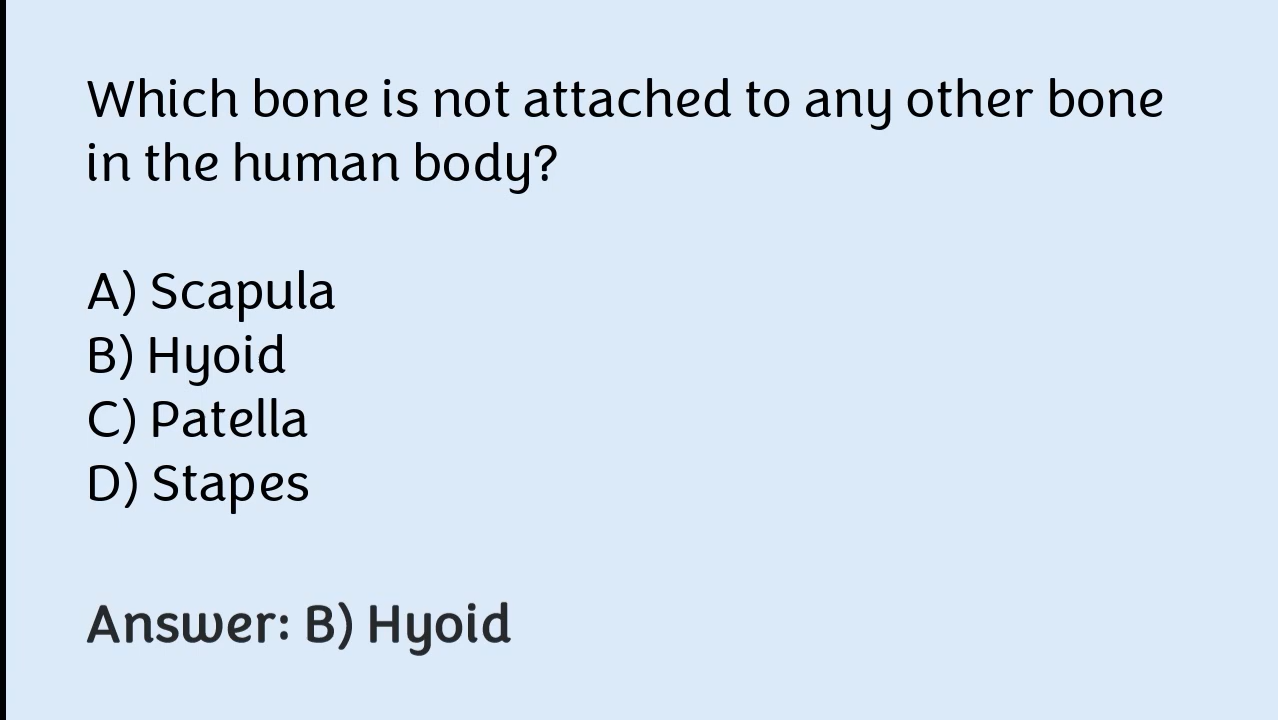 Which bone is not attached to any other bone
in the human body?
A) Scapula
B) Hyoid
C) Patella
D) Stapes
Answer: B) Hyoid